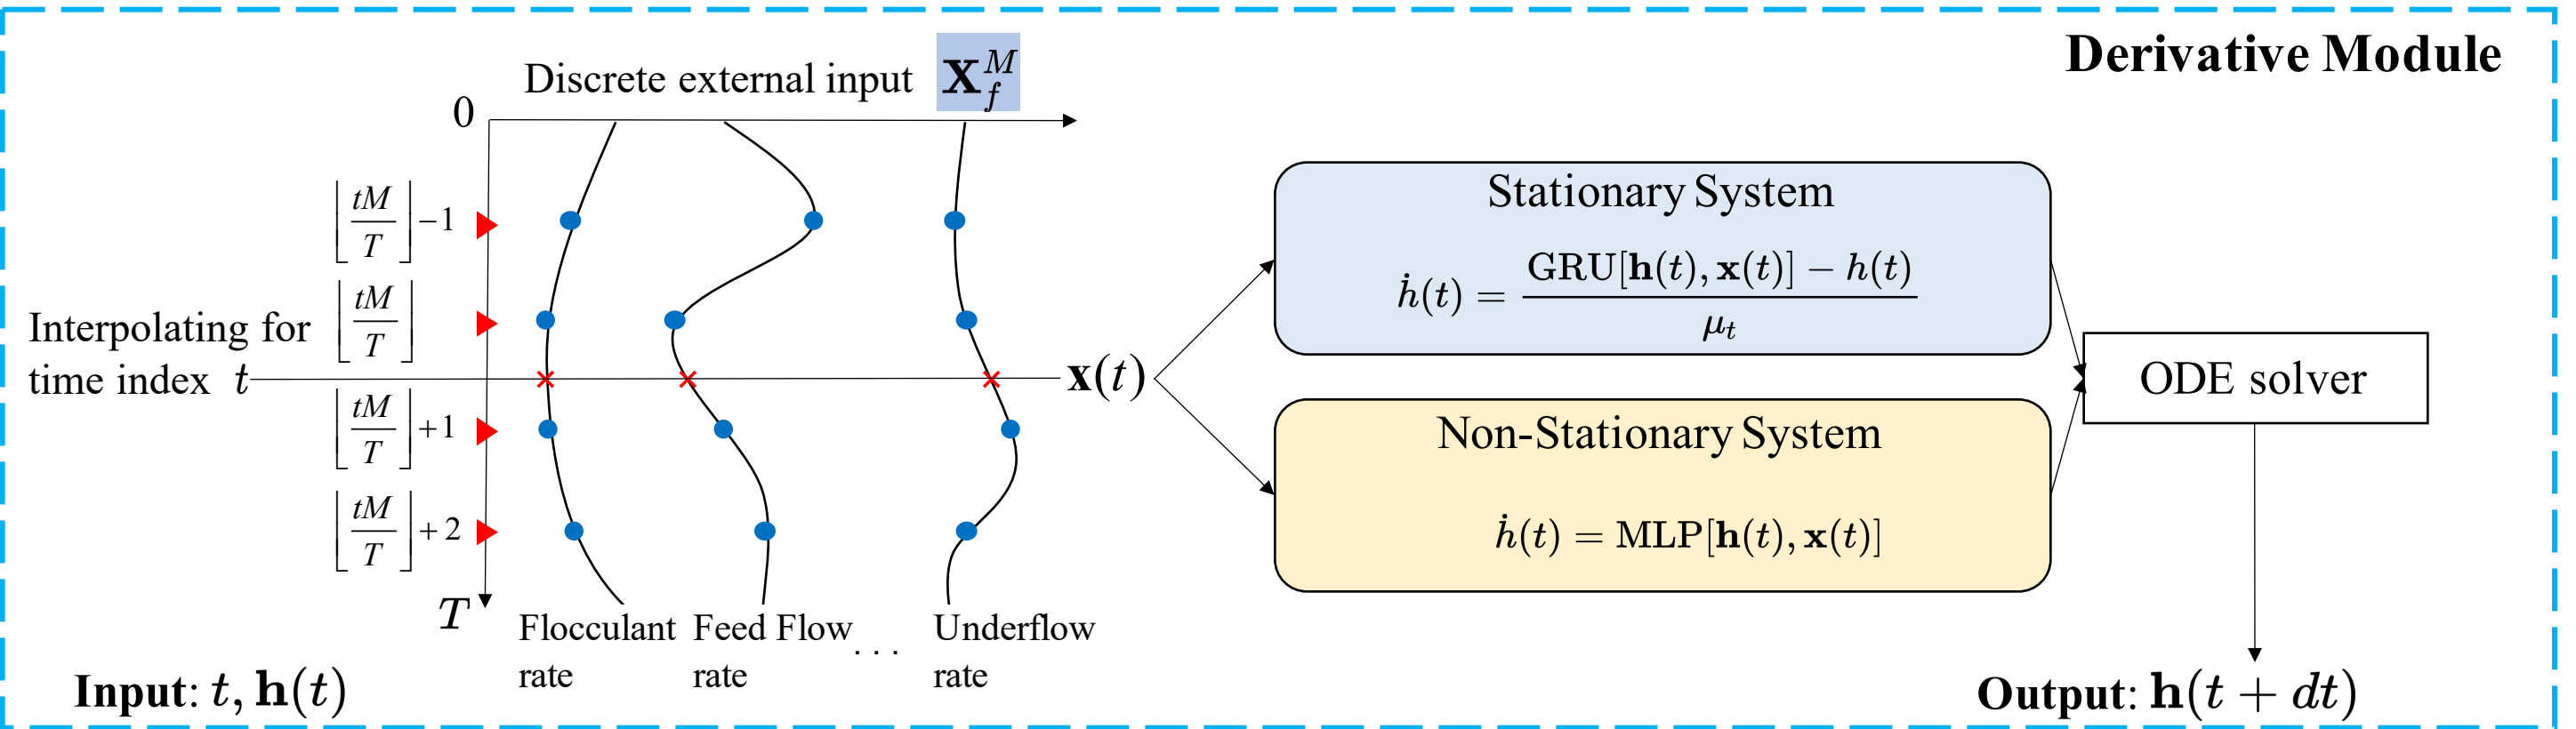 Derivative Module
Discrete external input X_f^M
0
⌊tM/T⌋−1
⌊tM/T⌋
Interpolating for
time index t
x(t)
⌊tM/T⌋+1
⌊tM/T⌋+2
T
Flocculant
rate
Feed Flow
rate
...
Underflow
rate
Input: t, h(t)
Stationary System
ḣ(t) = (GRU[h(t), x(t)] − h(t)) / μ_t
Non-Stationary System
ḣ(t) = MLP[h(t), x(t)]
ODE solver
Output: h(t + dt)